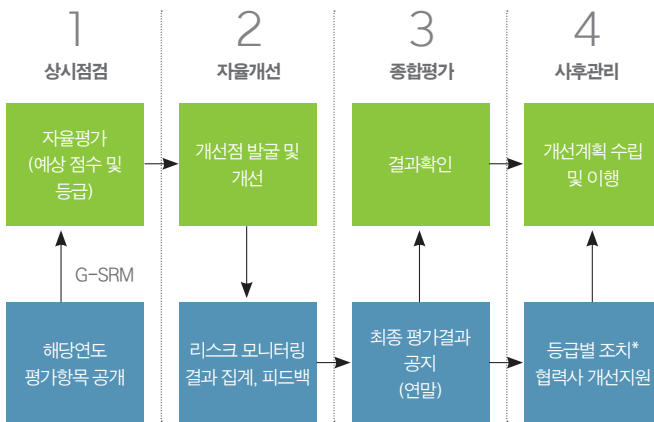 1
상시점검
2
자율개선
3
종합평가
4
사후관리
자율평가
(예상 점수 및
등급)
개선점 발굴 및
개선
결과확인
개선계획 수립
및 이행
G-SRM
해당연도
평가항목 공개
리스크 모니터링
결과 집계, 피드백
최종 평가결과
공지
(연말)
등급별 조치*
협력사 개선지원